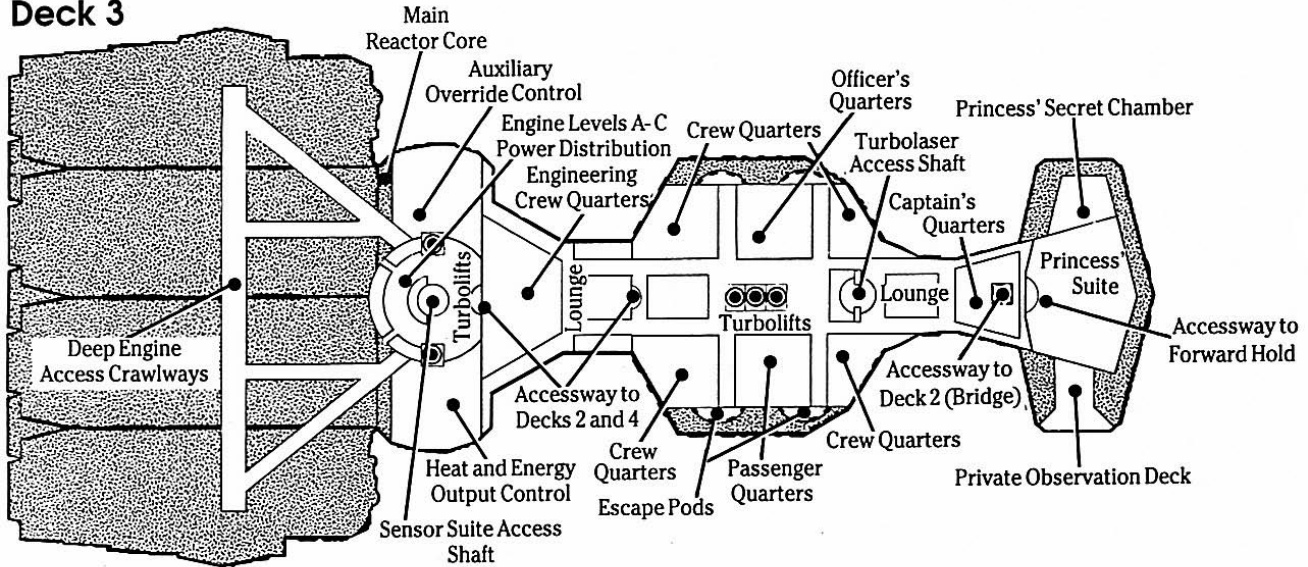 Deck 3
Main
Reactor Core
Auxiliary
Override Control
Engine Levels A-C
Power Distribution
Engineering
Crew Quarters
Crew Quarters
Officer's
Quarters
Turbolaser
Access Shaft
Captain's
Quarters
Princess' Secret Chamber
Princess'
Suite
Turbolifts
Lounge
Turbolifts
Lounge
Accessway to
Forward Hold
Deep Engine
Access Crawlways
Accessway to
Decks 2 and 4
Accessway to
Deck 2 (Bridge)
Heat and Energy
Output Control
Sensor Suite Access
Shaft
Crew
Quarters
Escape Pods
Passenger
Quarters
Crew Quarters
Private Observation Deck